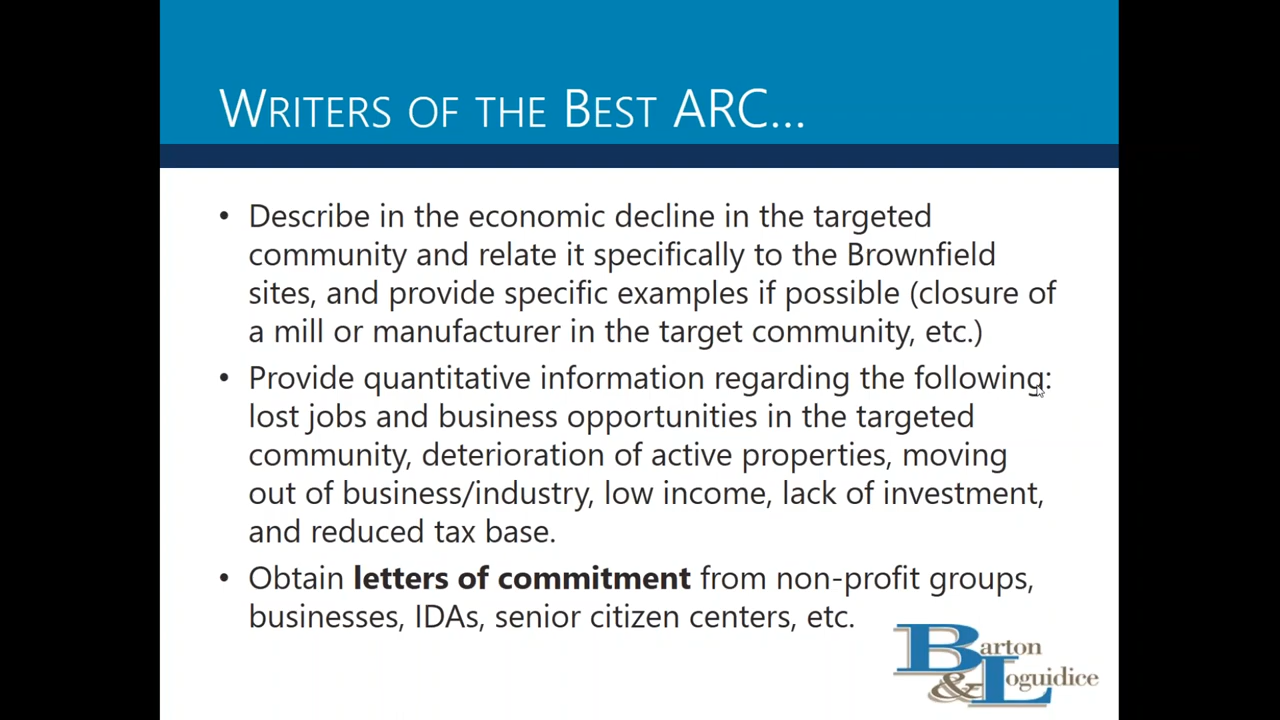 WRITERS OF THE BEST ARC...
• Describe in the economic decline in the targeted
community and relate it specifically to the Brownfield
sites, and provide specific examples if possible (closure of
a mill or manufacturer in the target community, etc.)
• Provide quantitative information regarding the following:
lost jobs and business opportunities in the targeted
community, deterioration of active properties, moving
out of business/industry, low income, lack of investment,
and reduced tax base.
• Obtain letters of commitment from non-profit groups,
businesses, IDAs, senior citizen centers, etc.
Barton
& Loguidice